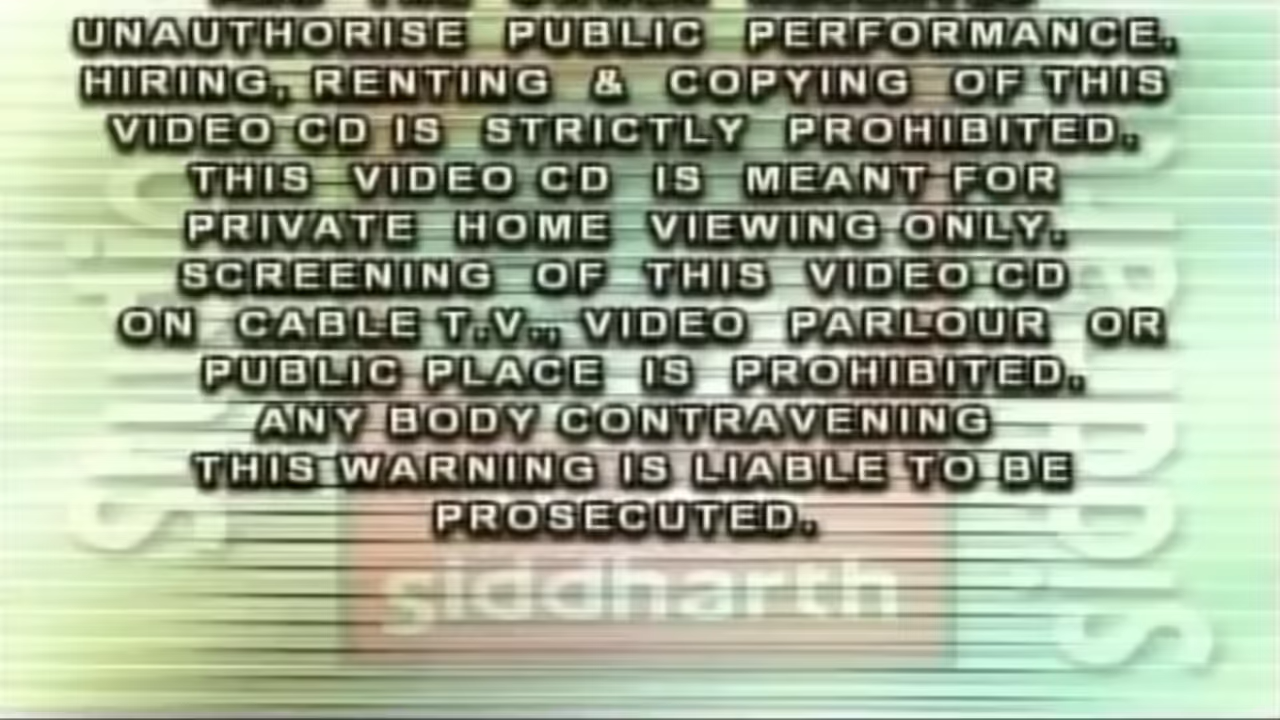 UNAUTHORISE PUBLIC PERFORMANCE.
HIRING, RENTING & COPYING OF THIS
VIDEO CD IS STRICTLY PROHIBITED.
THIS VIDEO CD IS MEANT FOR
PRIVATE HOME VIEWING ONLY.
SCREENING OF THIS VIDEO CD
ON CABLE T.V., VIDEO PARLOUR OR
PUBLIC PLACE IS PROHIBITED.
ANY BODY CONTRAVENING
THIS WARNING IS LIABLE TO BE
PROSECUTED.
siddharth